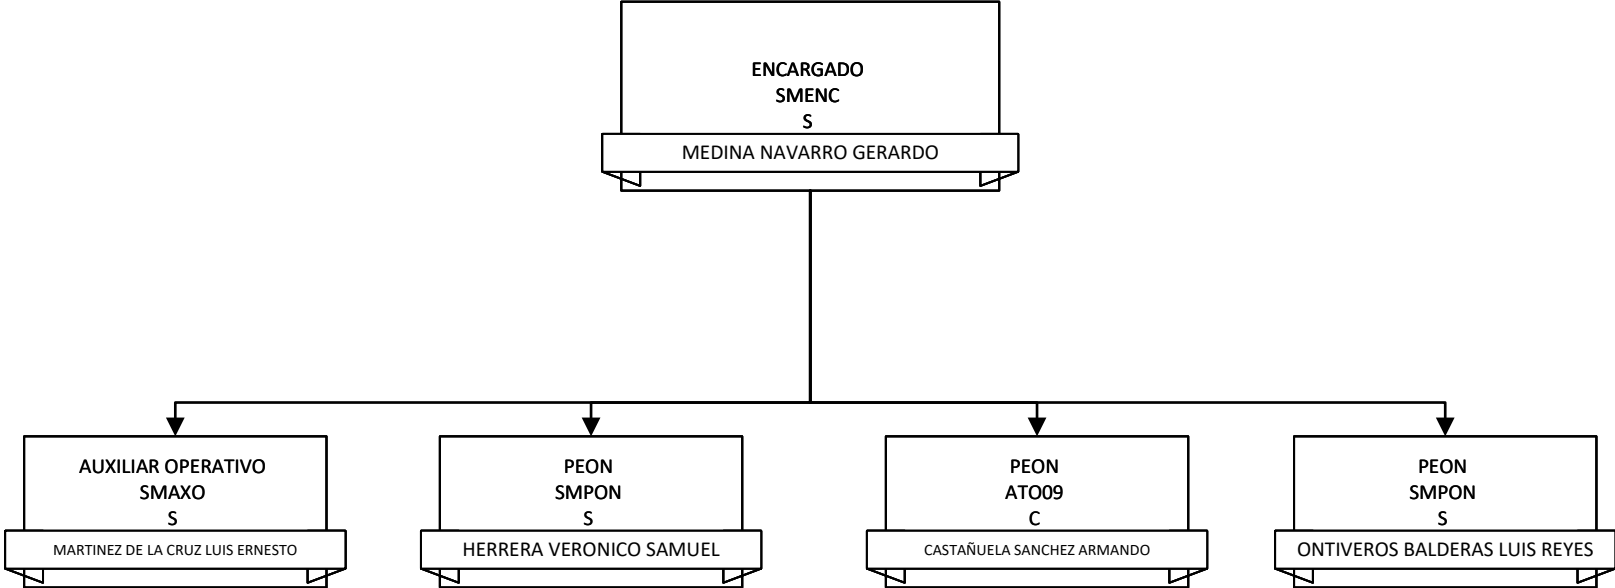 ENCARGADO
SMENC
S
MEDINA NAVARRO GERARDO
AUXILIAR OPERATIVO
SMAXO
S
MARTINEZ DE LA CRUZ LUIS ERNESTO
PEON
SMPON
S
HERRERA VERONICO SAMUEL
PEON
ATO09
C
CASTAÑUELA SANCHEZ ARMANDO
PEON
SMPON
S
ONTIVEROS BALDERAS LUIS REYES